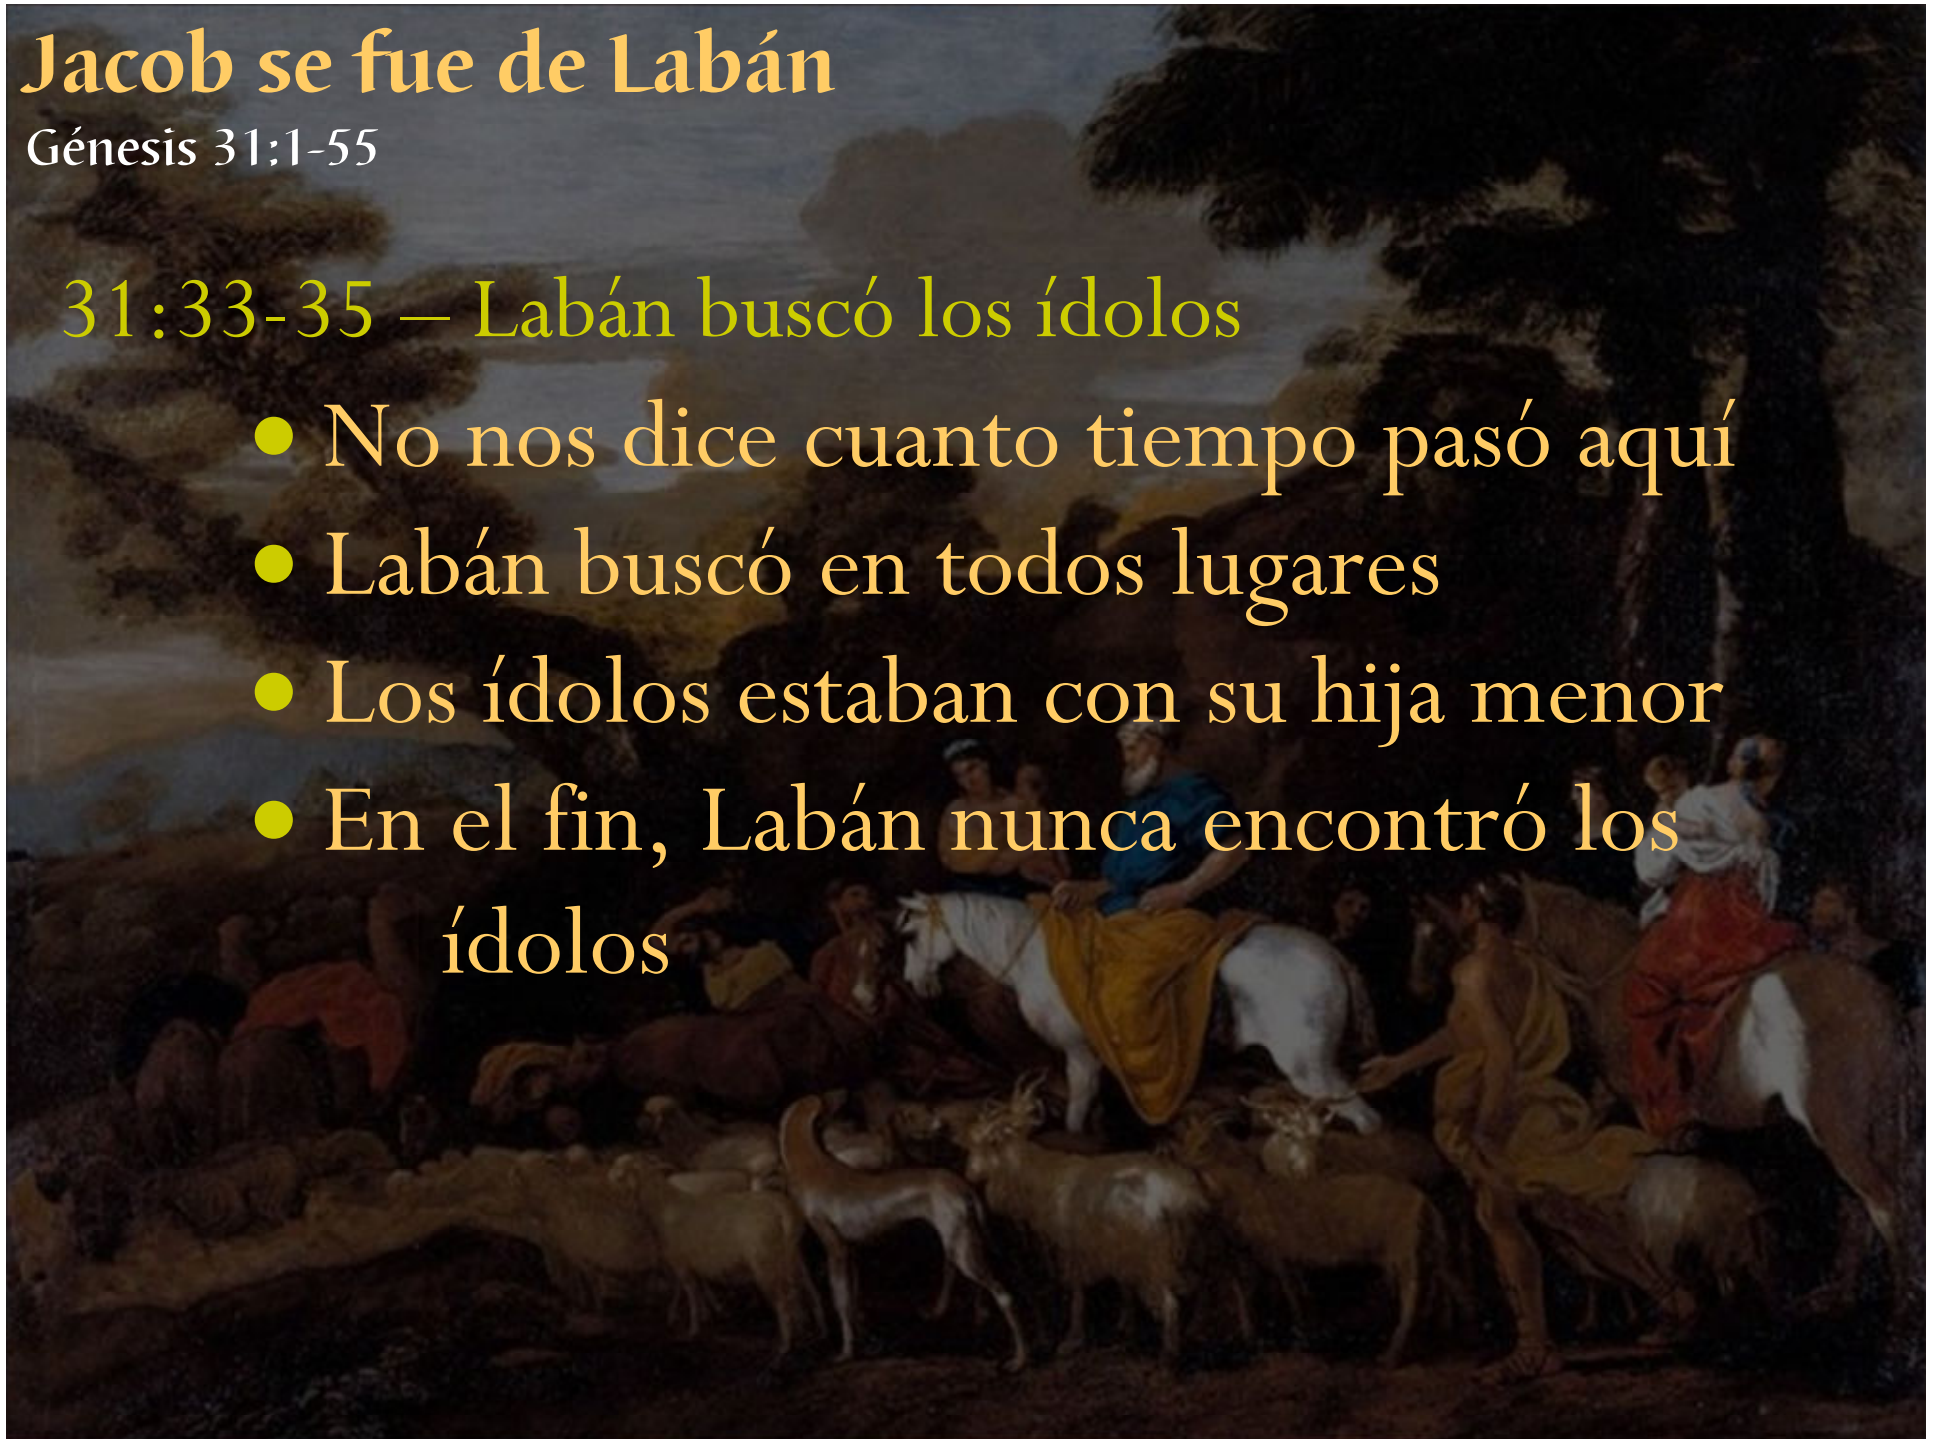 Jacob se fue de Labán
Génesis 31:1-55
31:33-35 – Labán buscó los ídolos
● No nos dice cuanto tiempo pasó aquí
● Labán buscó en todos lugares
● Los ídolos estaban con su hija menor
● En el fin, Labán nunca encontró los
ídolos